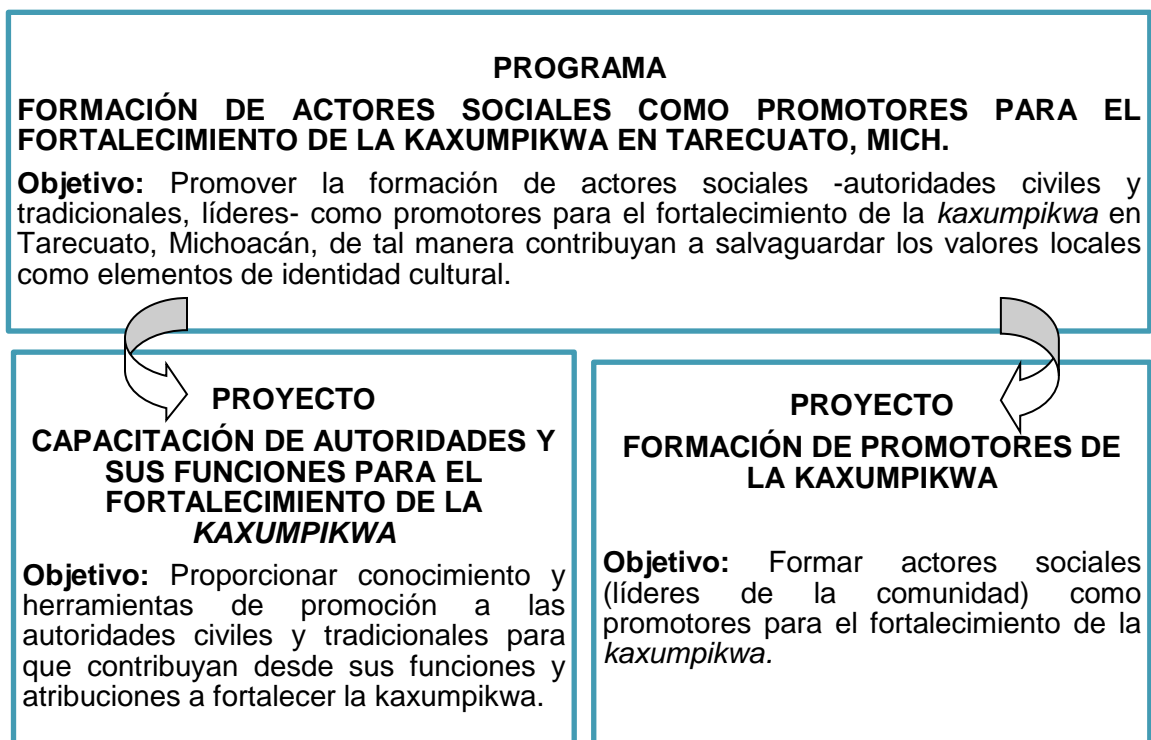 PROGRAMA
FORMACIÓN DE ACTORES SOCIALES COMO PROMOTORES PARA EL
FORTALECIMIENTO DE LA KAXUMPIKWA EN TARECUATO, MICH.
Objetivo: Promover la formación de actores sociales -autoridades civiles y
tradicionales, líderes- como promotores para el fortalecimiento de la kaxumpikwa en
Tarecuato, Michoacán, de tal manera contribuyan a salvaguardar los valores locales
como elementos de identidad cultural.
PROYECTO
CAPACITACIÓN DE AUTORIDADES Y
SUS FUNCIONES PARA EL
FORTALECIMIENTO DE LA
KAXUMPIKWA
Objetivo: Proporcionar conocimiento y
herramientas de promoción a las
autoridades civiles y tradicionales para
que contribuyan desde sus funciones y
atribuciones a fortalecer la kaxumpikwa.
PROYECTO
FORMACIÓN DE PROMOTORES DE
LA KAXUMPIKWA
Objetivo: Formar actores sociales
(líderes de la comunidad) como
promotores para el fortalecimiento de la
kaxumpikwa.